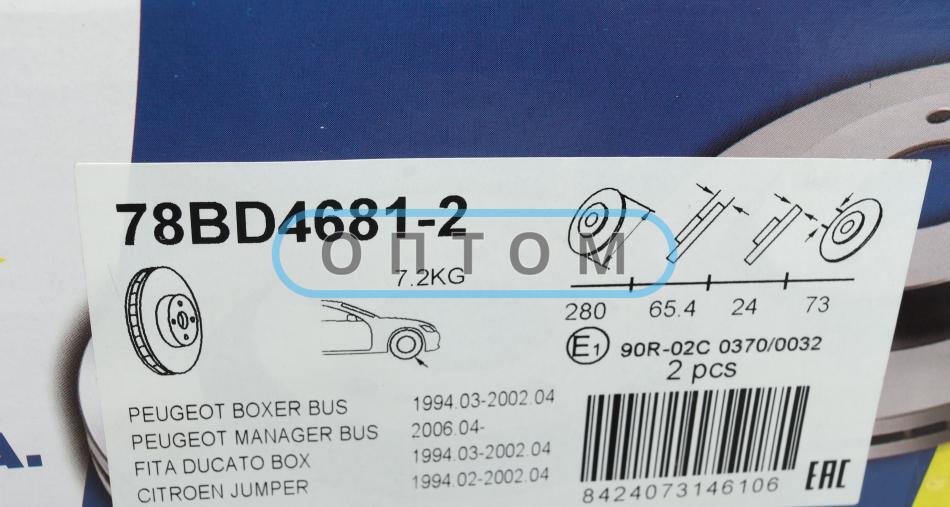 78BD4681-2
ОПТОМ
7.2KG
280 65.4 24 73
E1 90R-02C 0370/0032
2 pcs
PEUGEOT BOXER BUS 1994.03-2002.04
PEUGEOT MANAGER BUS 2006.04-
FITA DUCATO BOX 1994.03-2002.04
CITROEN JUMPER 1994.02-2002.04
8424073146106
EAC
A.